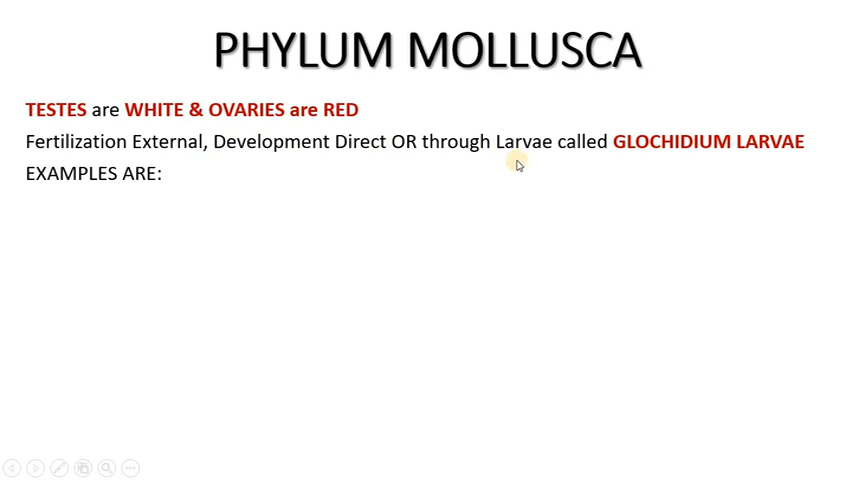 PHYLUM MOLLUSCA
TESTES are WHITE & OVARIES are RED
Fertilization External, Development Direct OR through Larvae called GLOCHIDIUM LARVAE
EXAMPLES ARE: